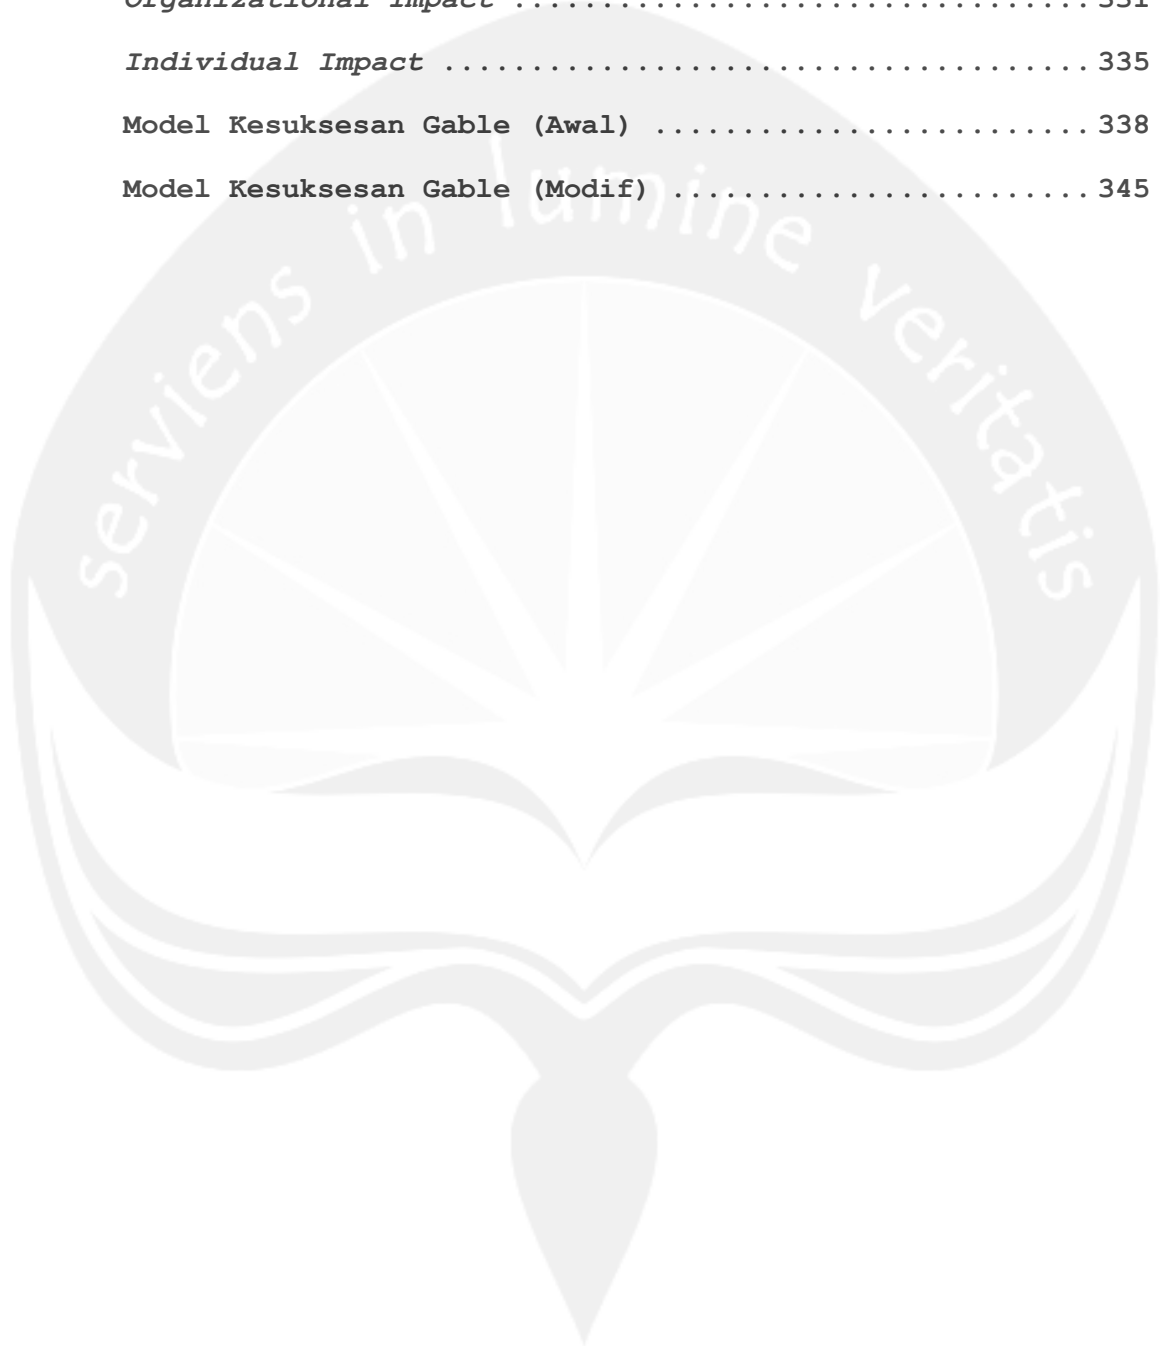 Organizational Impact ................................. 331
Individual Impact ..................................... 335
Model Kesuksesan Gable (Awal) ......................... 338
Model Kesuksesan Gable (Modif) ........................ 345
serviens in lumine veritatis